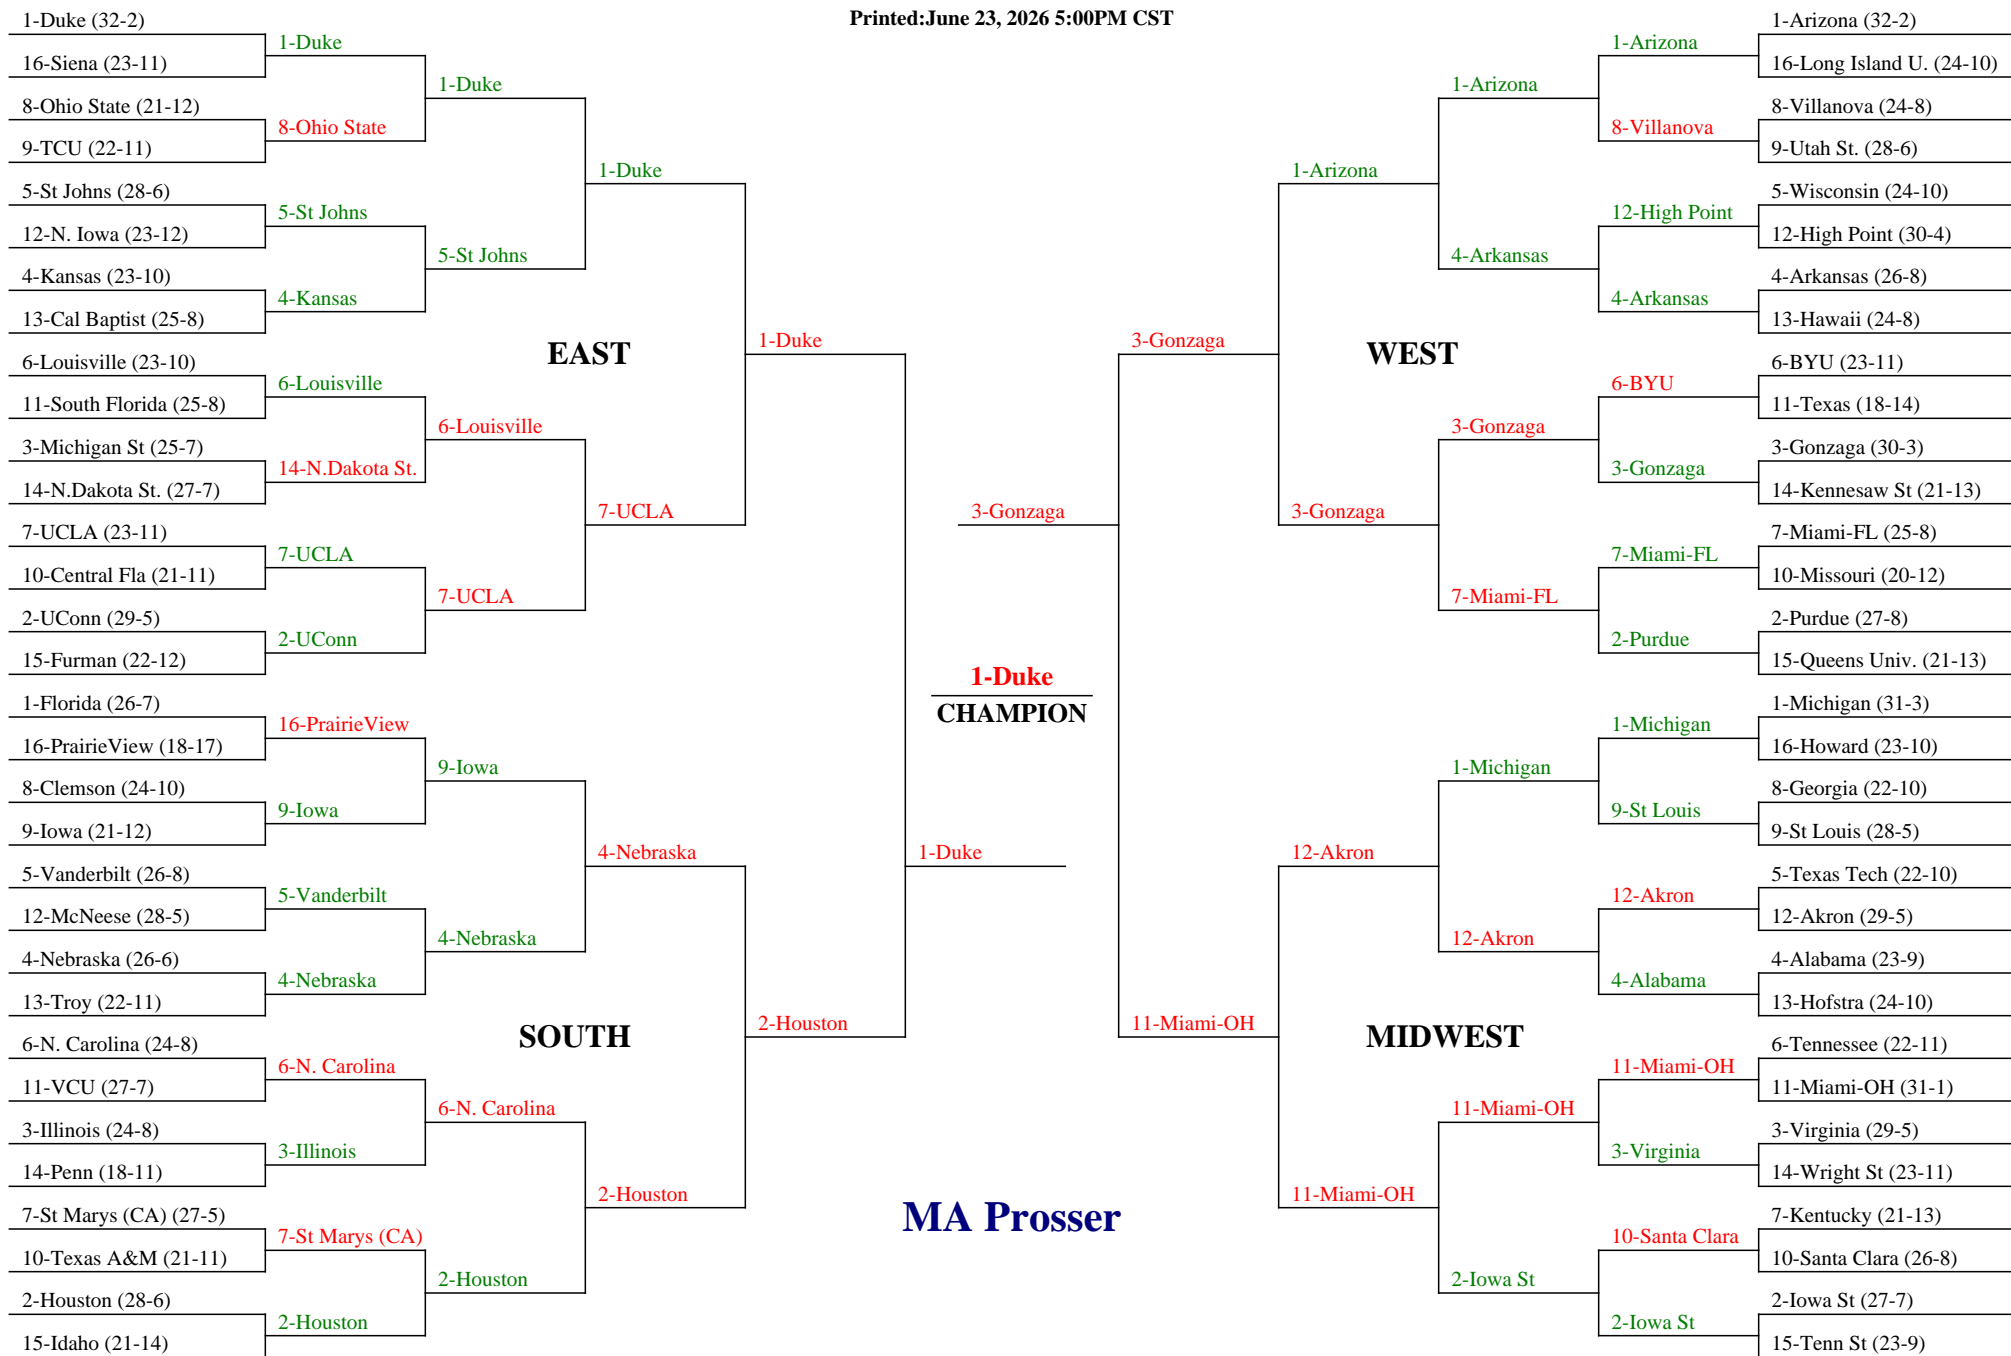 Printed:June 23, 2026 5:00PM CST
1-Duke (32-2)
16-Siena (23-11)
8-Ohio State (21-12)
9-TCU (22-11)
5-St Johns (28-6)
12-N. Iowa (23-12)
4-Kansas (23-10)
13-Cal Baptist (25-8)
6-Louisville (23-10)
11-South Florida (25-8)
3-Michigan St (25-7)
14-N.Dakota St. (27-7)
7-UCLA (23-11)
10-Central Fla (21-11)
2-UConn (29-5)
15-Furman (22-12)
1-Florida (26-7)
16-PrairieView (18-17)
8-Clemson (24-10)
9-Iowa (21-12)
5-Vanderbilt (26-8)
12-McNeese (28-5)
4-Nebraska (26-6)
13-Troy (22-11)
6-N. Carolina (24-8)
11-VCU (27-7)
3-Illinois (24-8)
14-Penn (18-11)
7-St Marys (CA) (27-5)
10-Texas A&M (21-11)
2-Houston (28-6)
15-Idaho (21-14)
1-Duke
8-Ohio State
5-St Johns
4-Kansas
6-Louisville
14-N.Dakota St.
7-UCLA
2-UConn
16-PrairieView
9-Iowa
5-Vanderbilt
4-Nebraska
6-N. Carolina
3-Illinois
7-St Marys (CA)
2-Houston
1-Duke
5-St Johns
6-Louisville
7-UCLA
9-Iowa
4-Nebraska
6-N. Carolina
2-Houston
EAST
SOUTH
1-Duke
7-UCLA
4-Nebraska
2-Houston
1-Duke
2-Houston
1-Duke
3-Gonzaga
1-Duke
CHAMPION
MA Prosser
3-Gonzaga
11-Miami-OH
1-Arizona
3-Gonzaga
12-Akron
11-Miami-OH
WEST
MIDWEST
1-Arizona
4-Arkansas
3-Gonzaga
7-Miami-FL
1-Michigan
12-Akron
11-Miami-OH
2-Iowa St
1-Arizona
8-Villanova
12-High Point
4-Arkansas
6-BYU
3-Gonzaga
7-Miami-FL
2-Purdue
1-Michigan
9-St Louis
12-Akron
4-Alabama
11-Miami-OH
3-Virginia
10-Santa Clara
2-Iowa St
1-Arizona (32-2)
16-Long Island U. (24-10)
8-Villanova (24-8)
9-Utah St. (28-6)
5-Wisconsin (24-10)
12-High Point (30-4)
4-Arkansas (26-8)
13-Hawaii (24-8)
6-BYU (23-11)
11-Texas (18-14)
3-Gonzaga (30-3)
14-Kennesaw St (21-13)
7-Miami-FL (25-8)
10-Missouri (20-12)
2-Purdue (27-8)
15-Queens Univ. (21-13)
1-Michigan (31-3)
16-Howard (23-10)
8-Georgia (22-10)
9-St Louis (28-5)
5-Texas Tech (22-10)
12-Akron (29-5)
4-Alabama (23-9)
13-Hofstra (24-10)
6-Tennessee (22-11)
11-Miami-OH (31-1)
3-Virginia (29-5)
14-Wright St (23-11)
7-Kentucky (21-13)
10-Santa Clara (26-8)
2-Iowa St (27-7)
15-Tenn St (23-9)